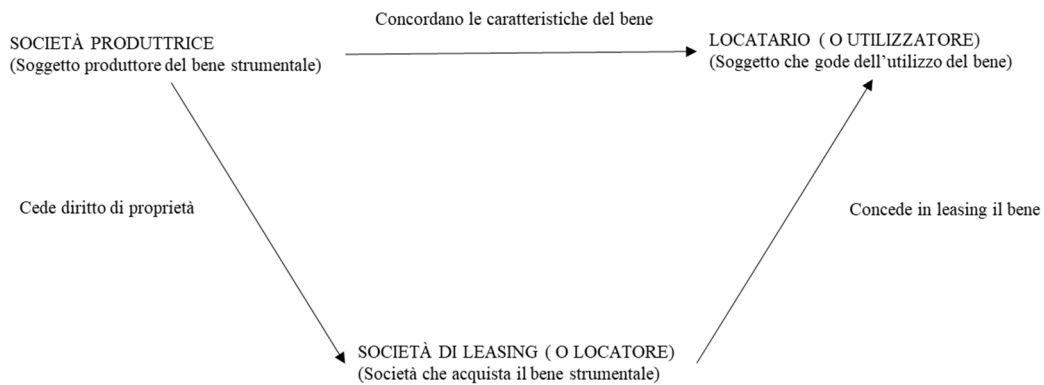 Concordano le caratteristiche del bene
SOCIETÀ PRODUTTRICE
(Soggetto produttore del bene strumentale)
LOCATARIO ( O UTILIZZATORE)
(Soggetto che gode dell'utilizzo del bene)
Cede diritto di proprietà
Concede in leasing il bene
SOCIETÀ DI LEASING ( O LOCATORE)
(Società che acquista il bene strumentale)